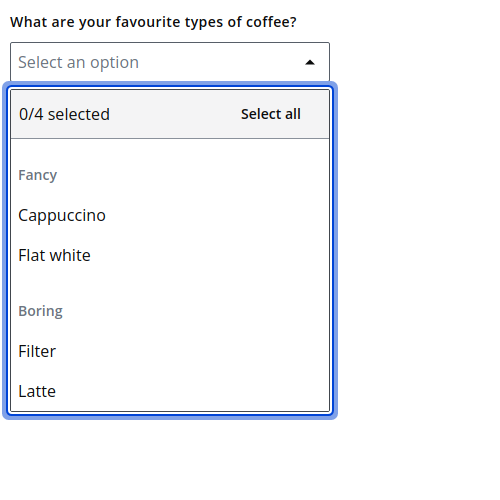 What are your favourite types of coffee?
Select an option
0/4 selected Select all
Fancy
Cappuccino
Flat white
Boring
Filter
Latte